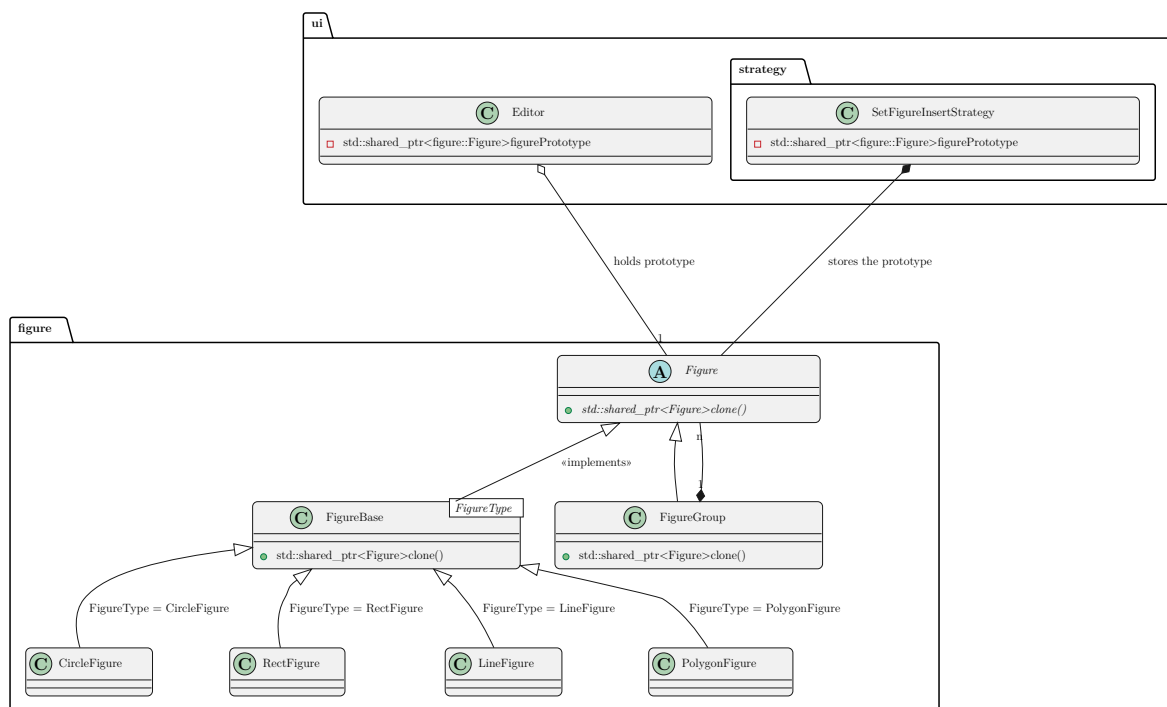 ui
strategy
C Editor
std::shared_ptr<figure::Figure>figurePrototype
C SetFigureInsertStrategy
std::shared_ptr<figure::Figure>figurePrototype
holds prototype
stores the prototype
figure
1
A Figure
std::shared_ptr<Figure>clone()
n
«implements»
1
FigureType
C FigureBase
std::shared_ptr<Figure>clone()
C FigureGroup
std::shared_ptr<Figure>clone()
FigureType = CircleFigure
FigureType = RectFigure
FigureType = LineFigure
FigureType = PolygonFigure
C CircleFigure
C RectFigure
C LineFigure
C PolygonFigure